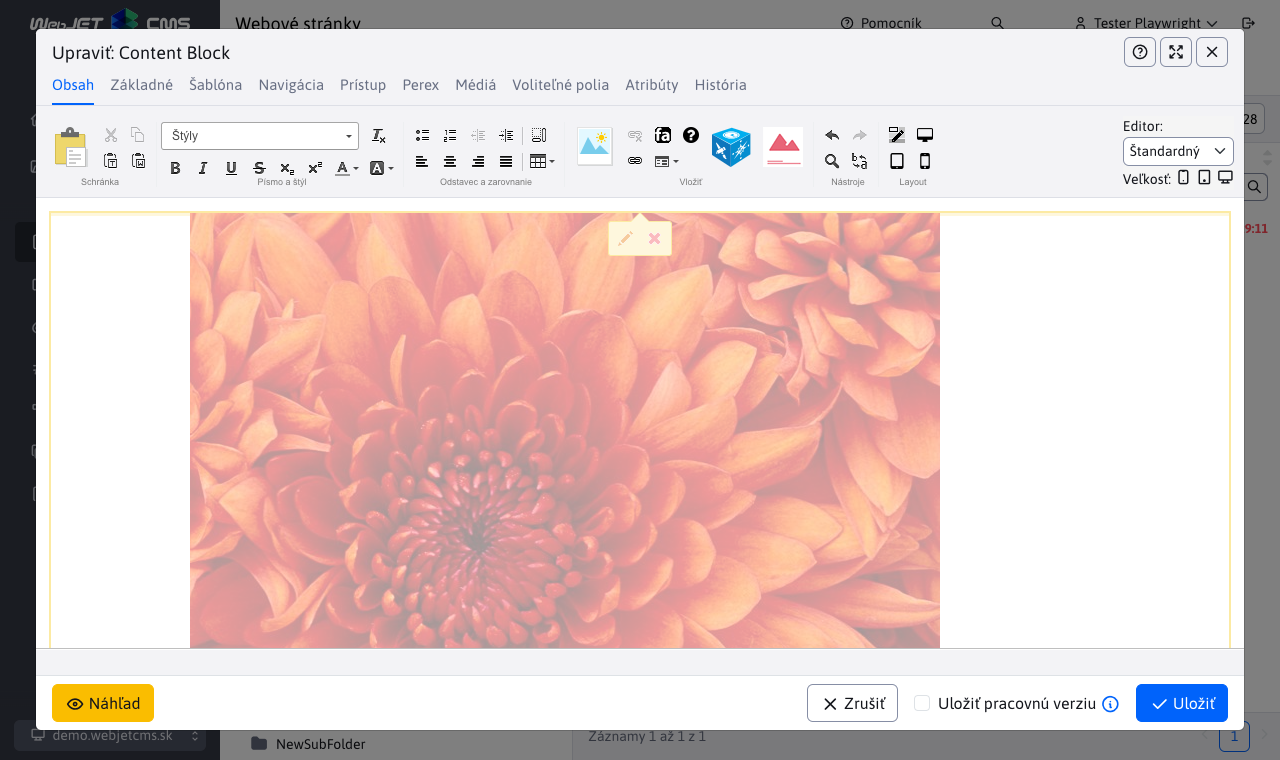 WebJET CMS
Webové stránky
Pomocník
Tester Playwright
Upraviť: Content Block
Obsah
Základné
Šablóna
Navigácia
Prístup
Perex
Médiá
Voliteľné polia
Atribúty
História
Štýly
Schránka
Písmo a štýl
Odstavec a zarovnanie
Vložiť
Nástroje
Layout
Editor:
Štandardný
Veľkosť:
28
9:11
Náhľad
Zrušiť
Uložiť pracovnú verziu
Uložiť
demo.webjetcms.sk
NewSubFolder
Záznamy 1 až 1 z 1
1